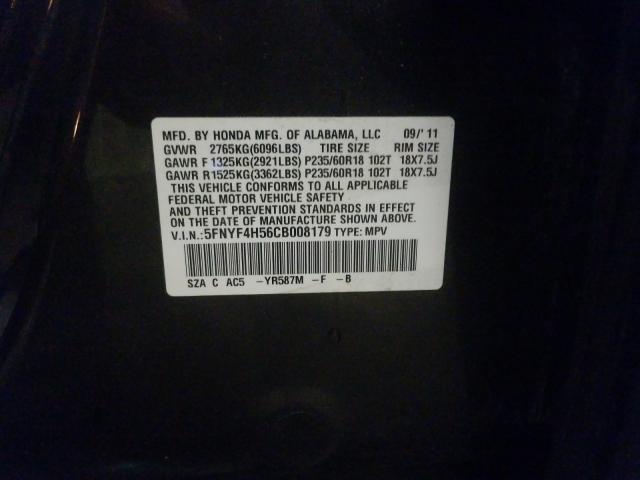 MFD. BY HONDA MFG. OF ALABAMA, LLC 09/'11
GVWR 2765KG(6096LBS) TIRE SIZE RIM SIZE
GAWR F 1325KG(2921LBS) P235/60R18 102T 18X7.5J
GAWR R1525KG(3362LBS) P235/60R18 102T 18X7.5J
THIS VEHICLE CONFORMS TO ALL APPLICABLE
FEDERAL MOTOR VEHICLE SAFETY
AND THEFT PREVENTION STANDARDS IN EFFECT
ON THE DATE OF MANUFACTURE SHOWN ABOVE.
V.I.N.:5FNYF4H56CB008179 TYPE: MPV
SZA C AC5 -YR587M -F -B